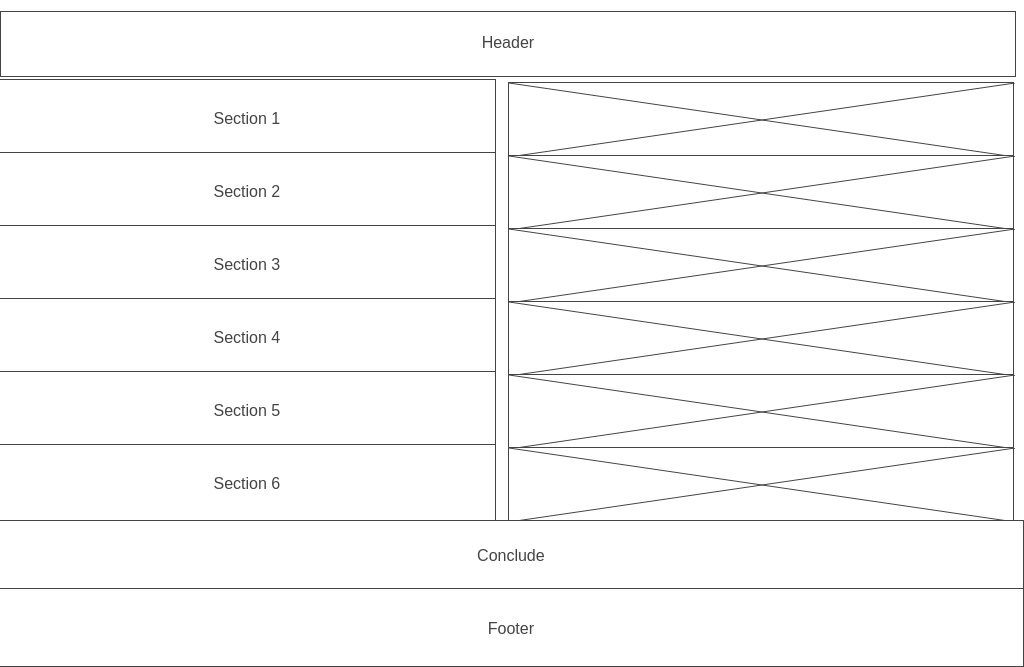 Header
Section 1
Section 2
Section 3
Section 4
Section 5
Section 6
Conclude
Footer